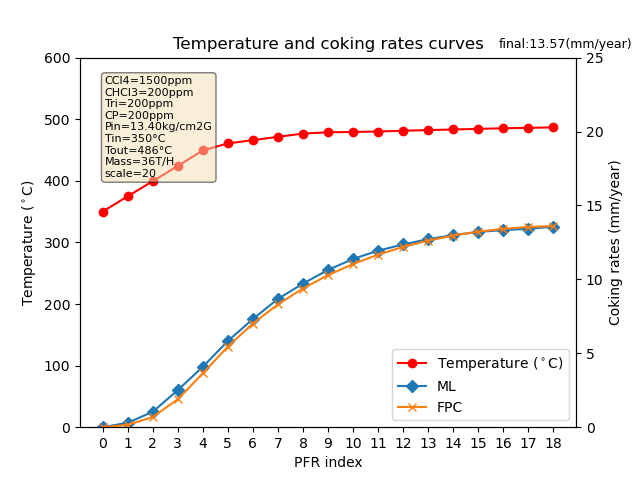 Temperature and coking rates curves
final:13.57(mm/year)
CCl4=1500ppm
CHCl3=200ppm
Tri=200ppm
CP=200ppm
Pin=13.40kg/cm2G
Tin=350°C
Tout=486°C
Mass=36T/H
scale=20
Temperature (°C)
600
500
400
300
200
100
0
25
20
15
10
5
0
Coking rates (mm/year)
Temperature (°C)
ML
FPC
0 1 2 3 4 5 6 7 8 9 10 11 12 13 14 15 16 17 18
PFR index